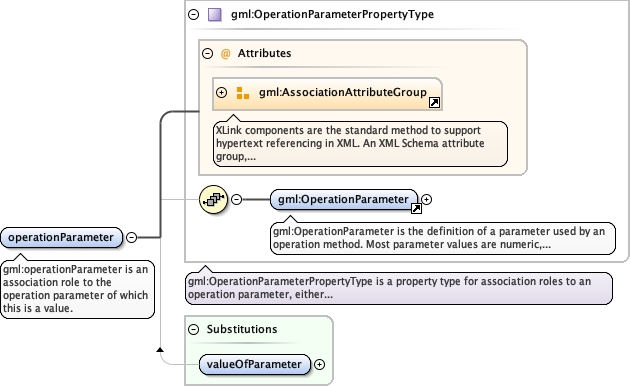 gml:OperationParameterPropertyType
@ Attributes
gml:AssociationAttributeGroup
XLink components are the standard method to support
hypertext referencing in XML. An XML Schema attribute
group,...
gml:OperationParameter
gml:OperationParameter is the definition of a parameter used by an
operation method. Most parameter values are numeric,...
operationParameter
gml:operationParameter is an
association role to the
operation parameter of which
this is a value.
gml:OperationParameterPropertyType is a property type for association roles to an
operation parameter, either...
Substitutions
valueOfParameter